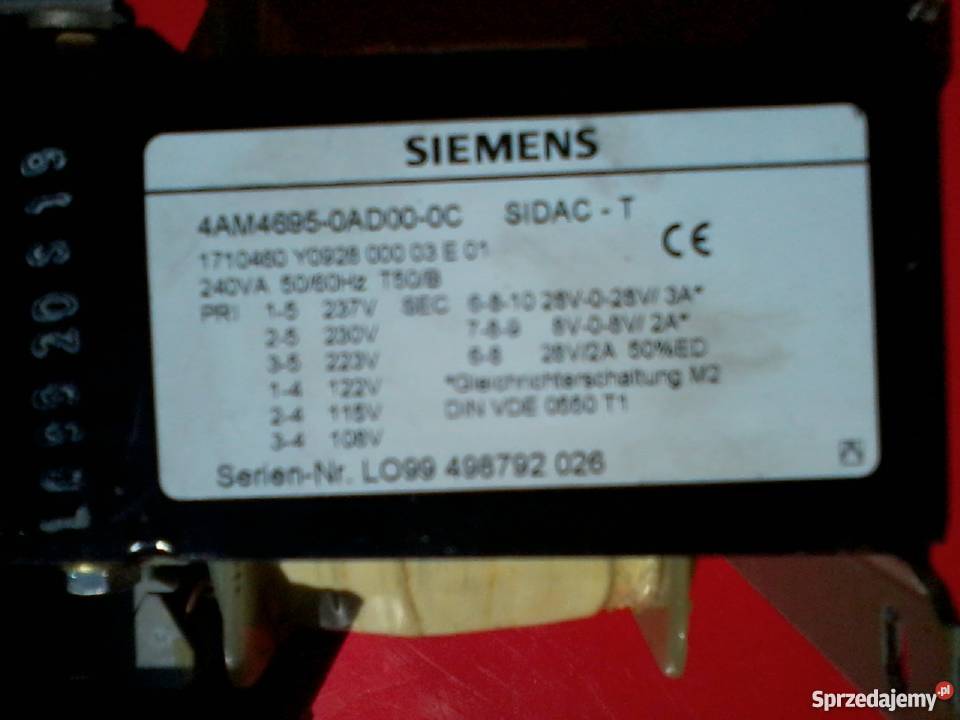 SIEMENS
4AM4695-0AD00-0C SIDAC - T
CE
1710460 Y0926 000 03 E 01
240VA 50/60Hz T50/B
PRI 1-5 237V SEC 6-8-10 28V-0-28V/ 3A*
2-5 230V 7-8-9 8V-0-8V/ 2A*
3-5 223V 6-8 28V/2A 50%ED
1-4 122V *Gleichrichterschaltung M2
2-4 115V DIN VDE 0550 T1
3-4 108V
Serien-Nr. LO99 498792 026
Sprzedajemy.pl